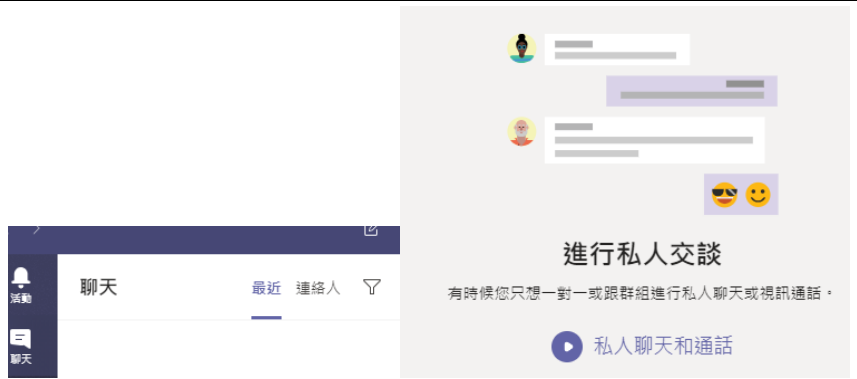 進行私人交談
聊天 最近 連絡人
活動
有時候您只想一對一或跟群組進行私人聊天或視訊通話。
聊天
私人聊天和通話